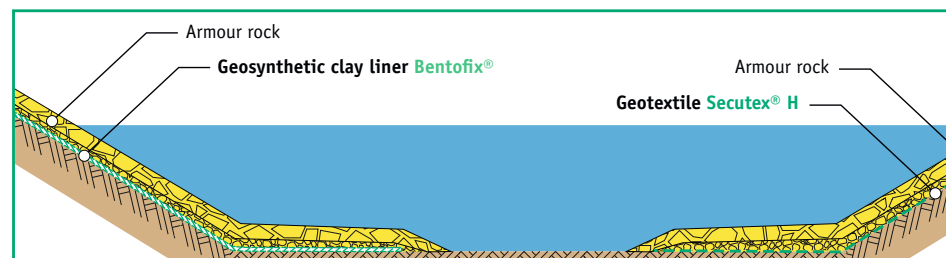 Armour rock
Geosynthetic clay liner Bentofix®
Armour rock
Geotextile Secutex® H